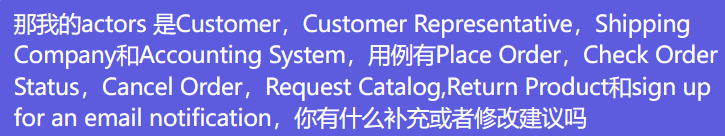 那我的actors 是Customer，Customer Representative，Shipping
Company和Accounting System，用例有Place Order，Check Order
Status，Cancel Order，Request Catalog,Return Product和sign up
for an email notification，你有什么补充或者修改建议吗